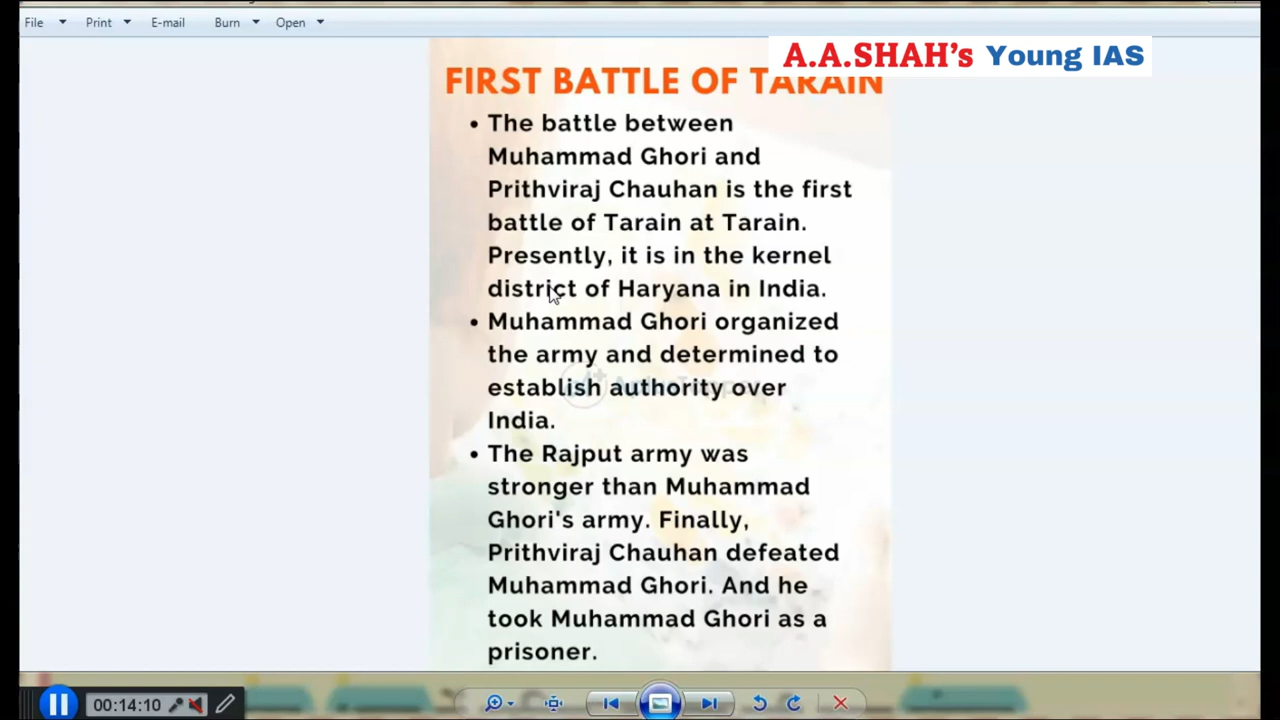 File Print E-mail Burn Open
A.A.SHAH's Young IAS
FIRST BATTLE OF TARAIN
• The battle between
Muhammad Ghori and
Prithviraj Chauhan is the first
battle of Tarain at Tarain.
Presently, it is in the kernel
district of Haryana in India.
• Muhammad Ghori organized
the army and determined to
establish authority over
India.
• The Rajput army was
stronger than Muhammad
Ghori's army. Finally,
Prithviraj Chauhan defeated
Muhammad Ghori. And he
took Muhammad Ghori as a
prisoner.
00:14:10